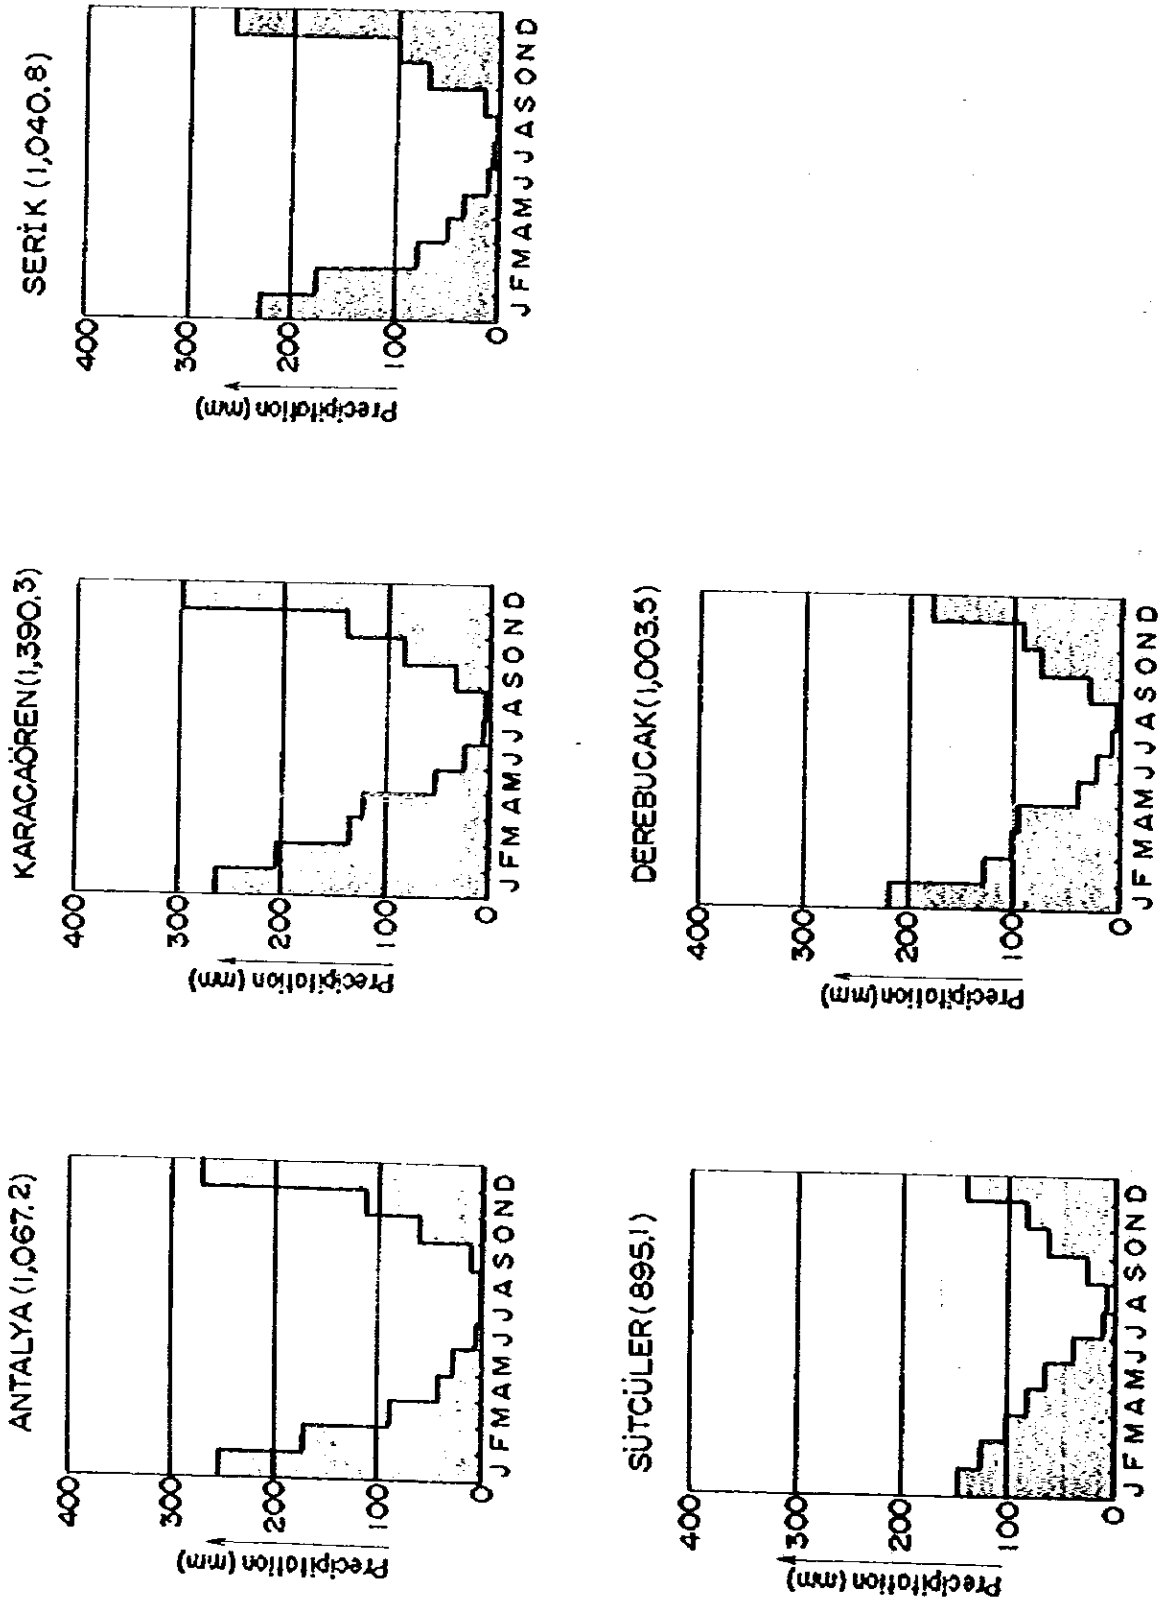 ANTALYA (1,067.2)
400
300
200
100
0
Precipitation (mm)
J F M A M J J A S O N D
KARACAÖREN (1,390.3)
400
300
200
100
0
Precipitation (mm)
J F M A M J J A S O N D
SERİK (1,040.8)
400
300
200
100
0
Precipitation (mm)
J F M A M J J A S O N D
SÜTCÜLER (895.1)
400
300
200
100
0
Precipitation (mm)
J F M A M J J A S O N D
DEREBUCAK (1,003.5)
400
300
200
100
0
Precipitation (mm)
J F M A M J J A S O N D